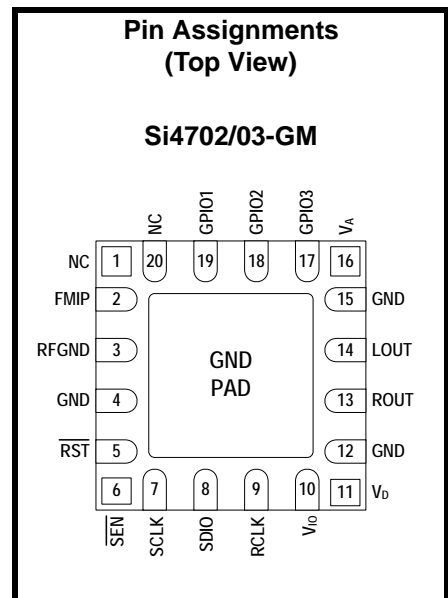 Pin Assignments
(Top View)
Si4702/03-GM
NC
GPIO1
GPIO2
GPIO3
VA
NC 1 20 19 18 17 16
FMIP 2 15 GND
RFGND 3 14 LOUT
GND PAD
GND 4 13 ROUT
RST 5 12 GND
6 7 8 9 10 11 VD
SEN
SCLK
SDIO
RCLK
VIO